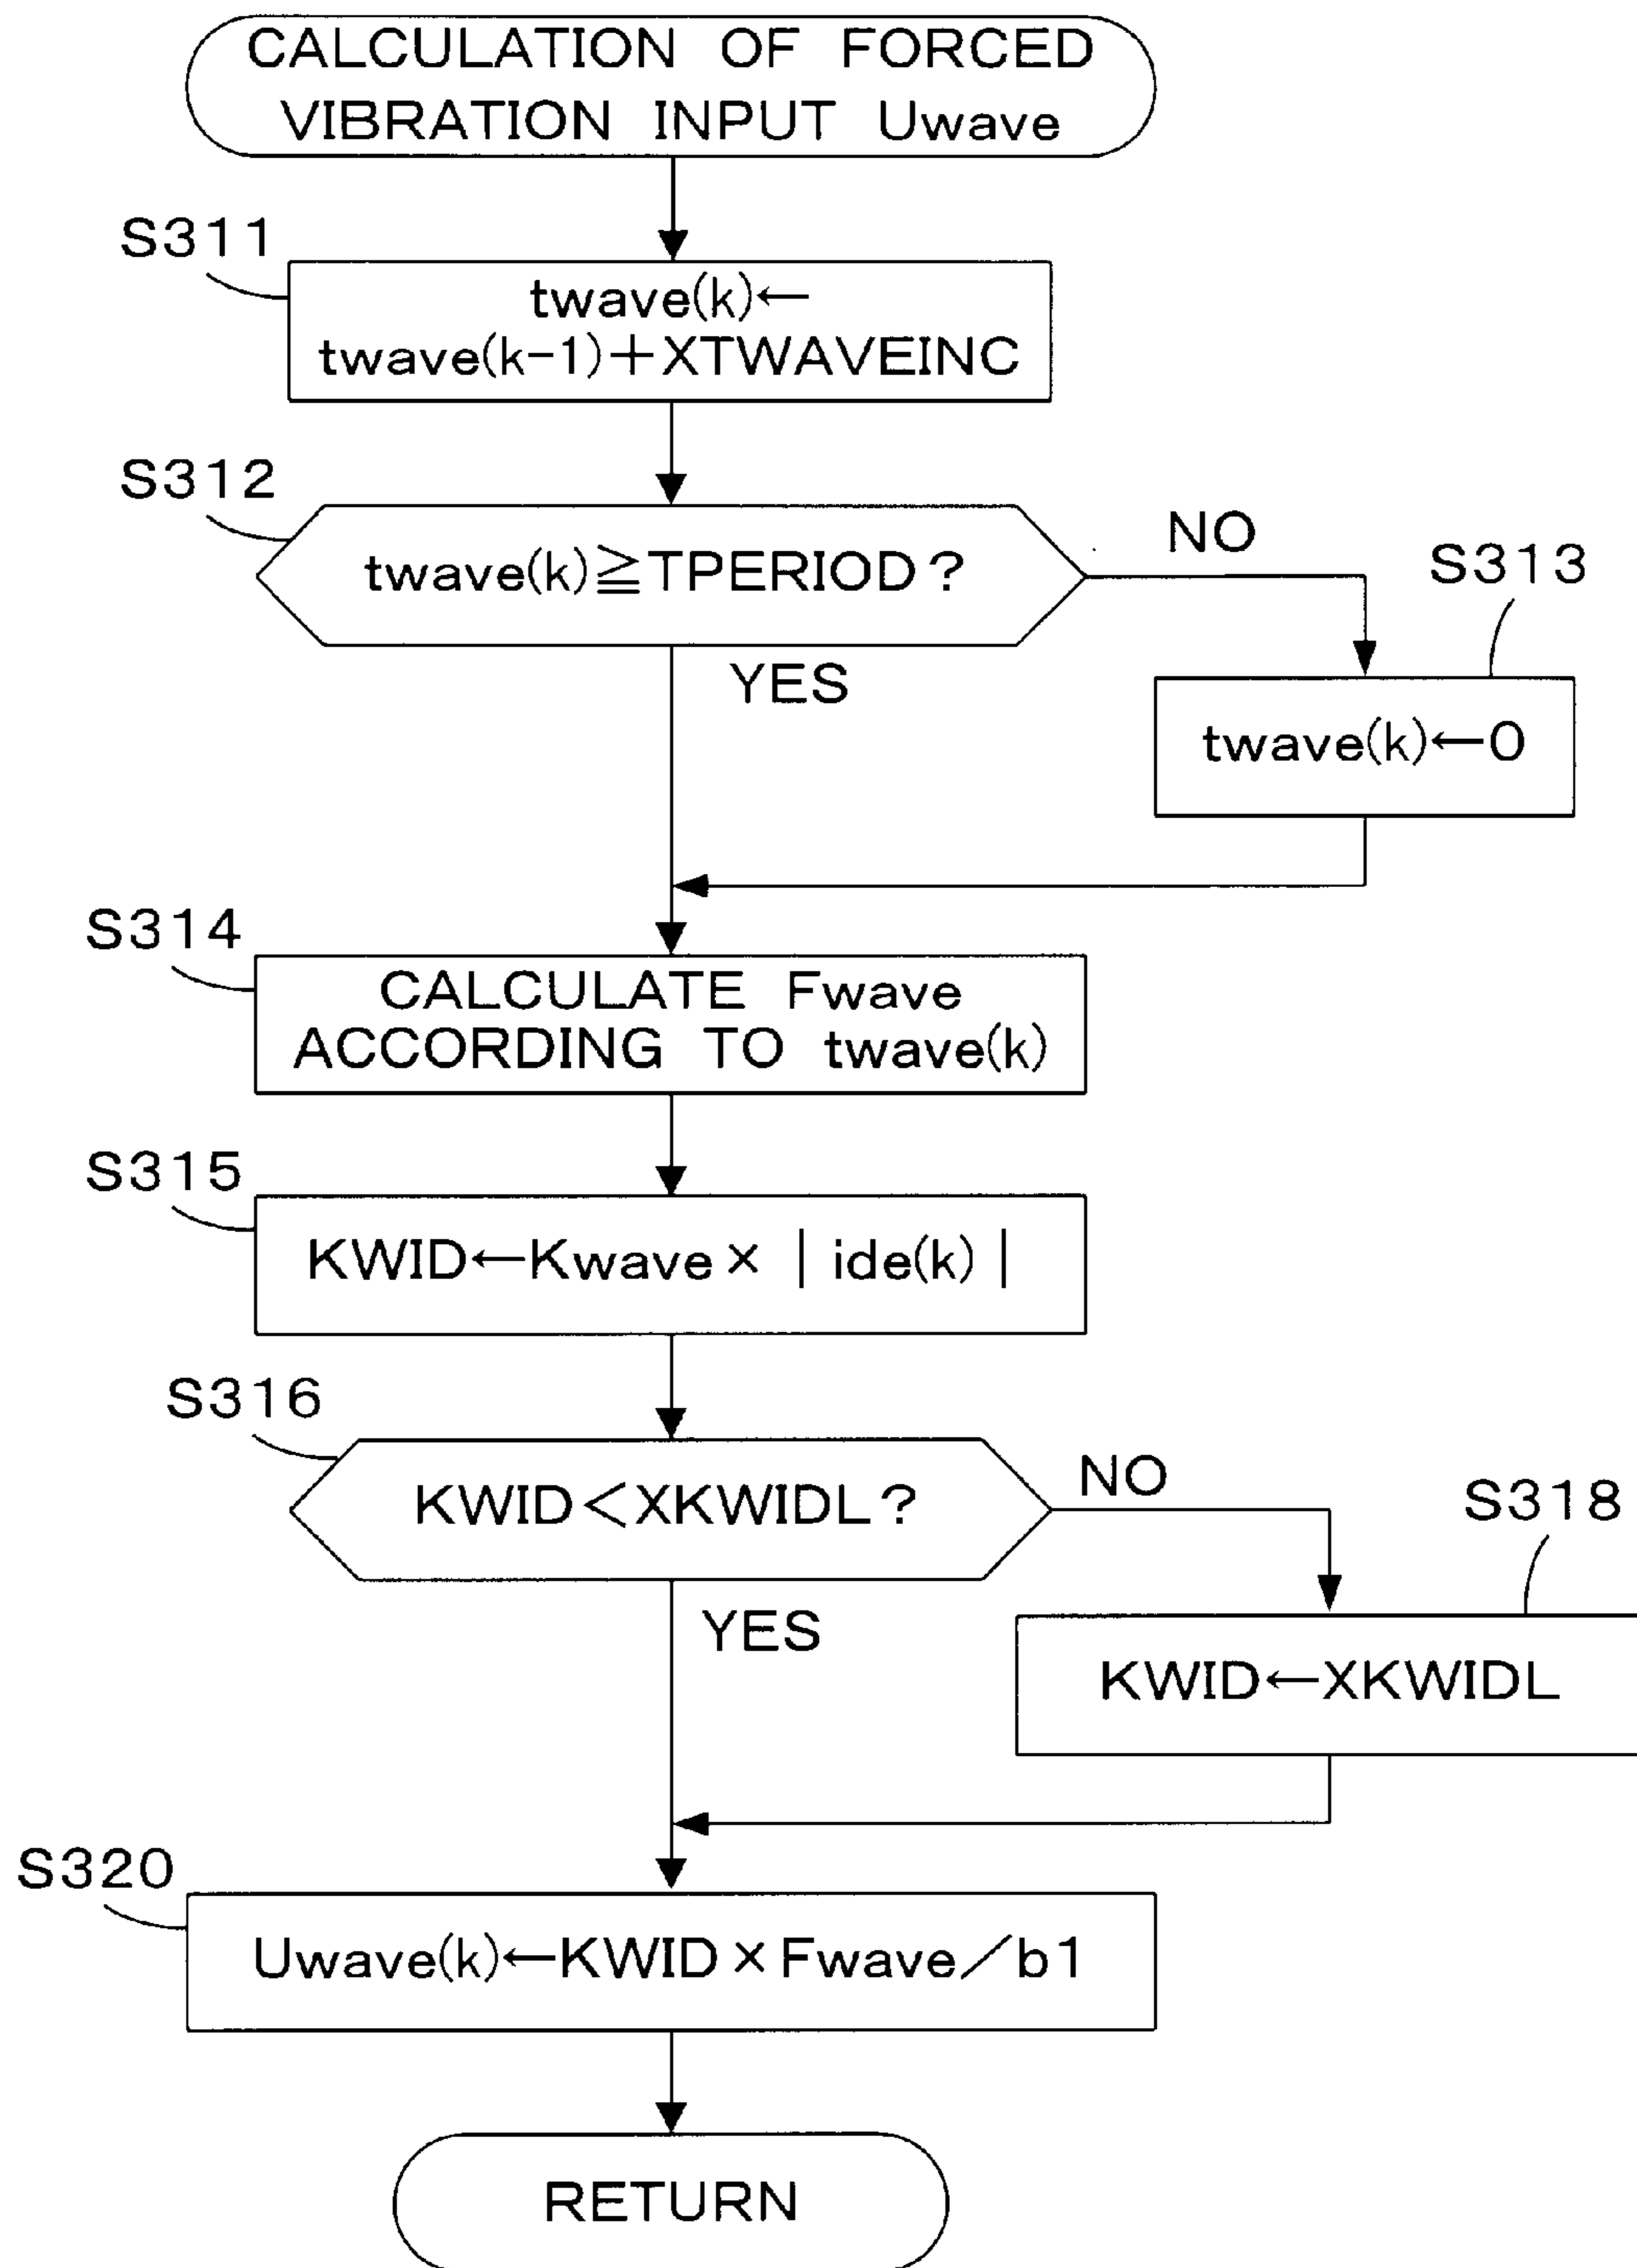 CALCULATION OF FORCED
VIBRATION INPUT Uwave
S311
twave(k)←
twave(k-1)+XTWAVEINC
S312
twave(k)≧TPERIOD?
NO
S313
YES
twave(k)←0
S314
CALCULATE Fwave
ACCORDING TO twave(k)
S315
KWID←Kwave×|ide(k)|
S316
KWID<XKWIDL?
NO
S318
YES
KWID←XKWIDL
S320
Uwave(k)←KWID×Fwave/b1
RETURN